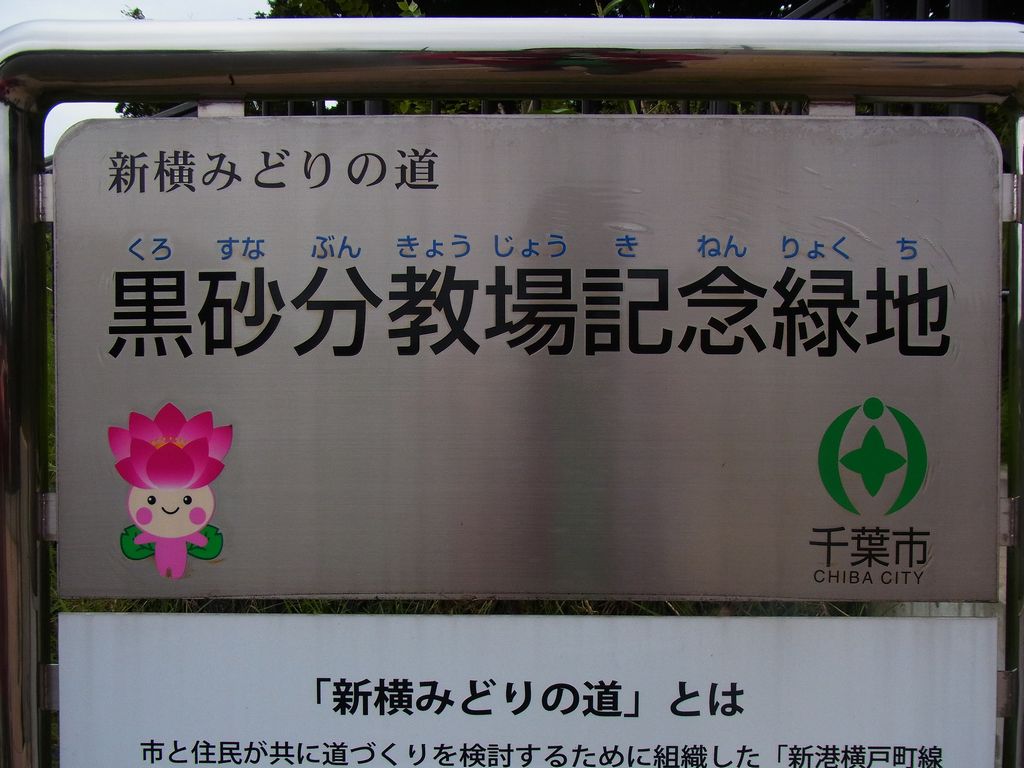 新横みどりの道
くろ すな ぶん きょう じょう き ねん りょく ち
黒砂分教場記念緑地
千葉市
CHIBA CITY
「新横みどりの道」とは
市と住民が共に道づくりを検討するために組織した「新港横戸町線